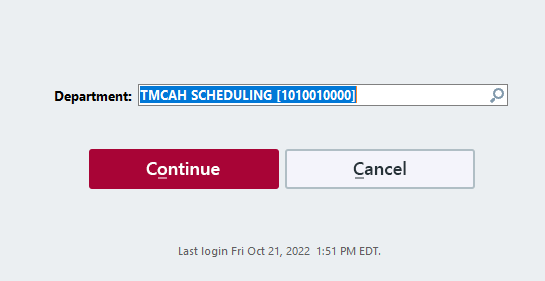 Department: TMCAH SCHEDULING [1010010000]
Continue Cancel
Last login Fri Oct 21, 2022 1:51 PM EDT.